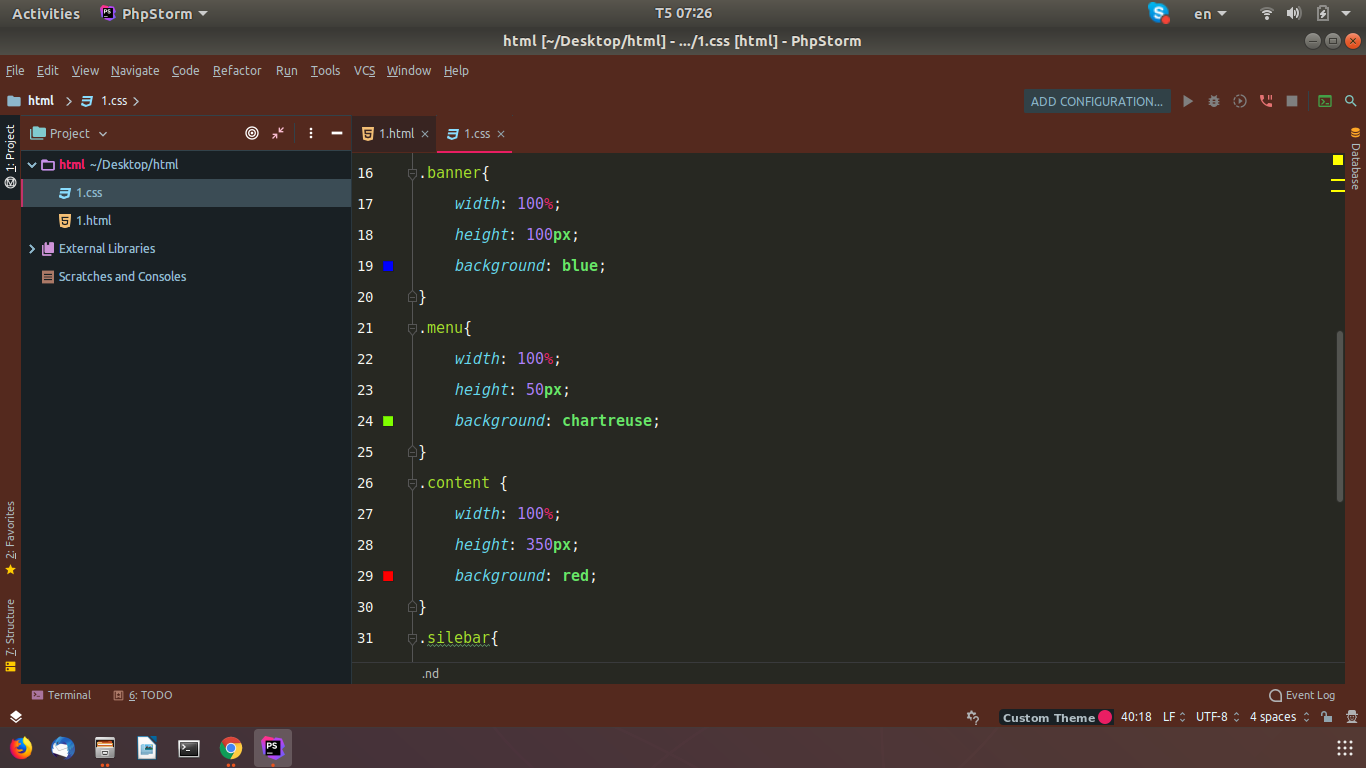 Activities PhpStorm T5 07:26 en
html [~/Desktop/html] - .../1.css [html] - PhpStorm
File Edit View Navigate Code Refactor Run Tools VCS Window Help
html 1.css ADD CONFIGURATION...
Project 1.html 1.css
1: Project
Database
html ~/Desktop/html
1.css
1.html
External Libraries
Scratches and Consoles
2: Favorites
7: Structure
16 .banner{
17 width: 100%;
18 height: 100px;
19 background: blue;
20 }
21 .menu{
22 width: 100%;
23 height: 50px;
24 background: chartreuse;
25 }
26 .content {
27 width: 100%;
28 height: 350px;
29 background: red;
30 }
31 .silebar{
.nd
Terminal 6: TODO Event Log
Custom Theme 40:18 LF UTF-8 4 spaces
PS